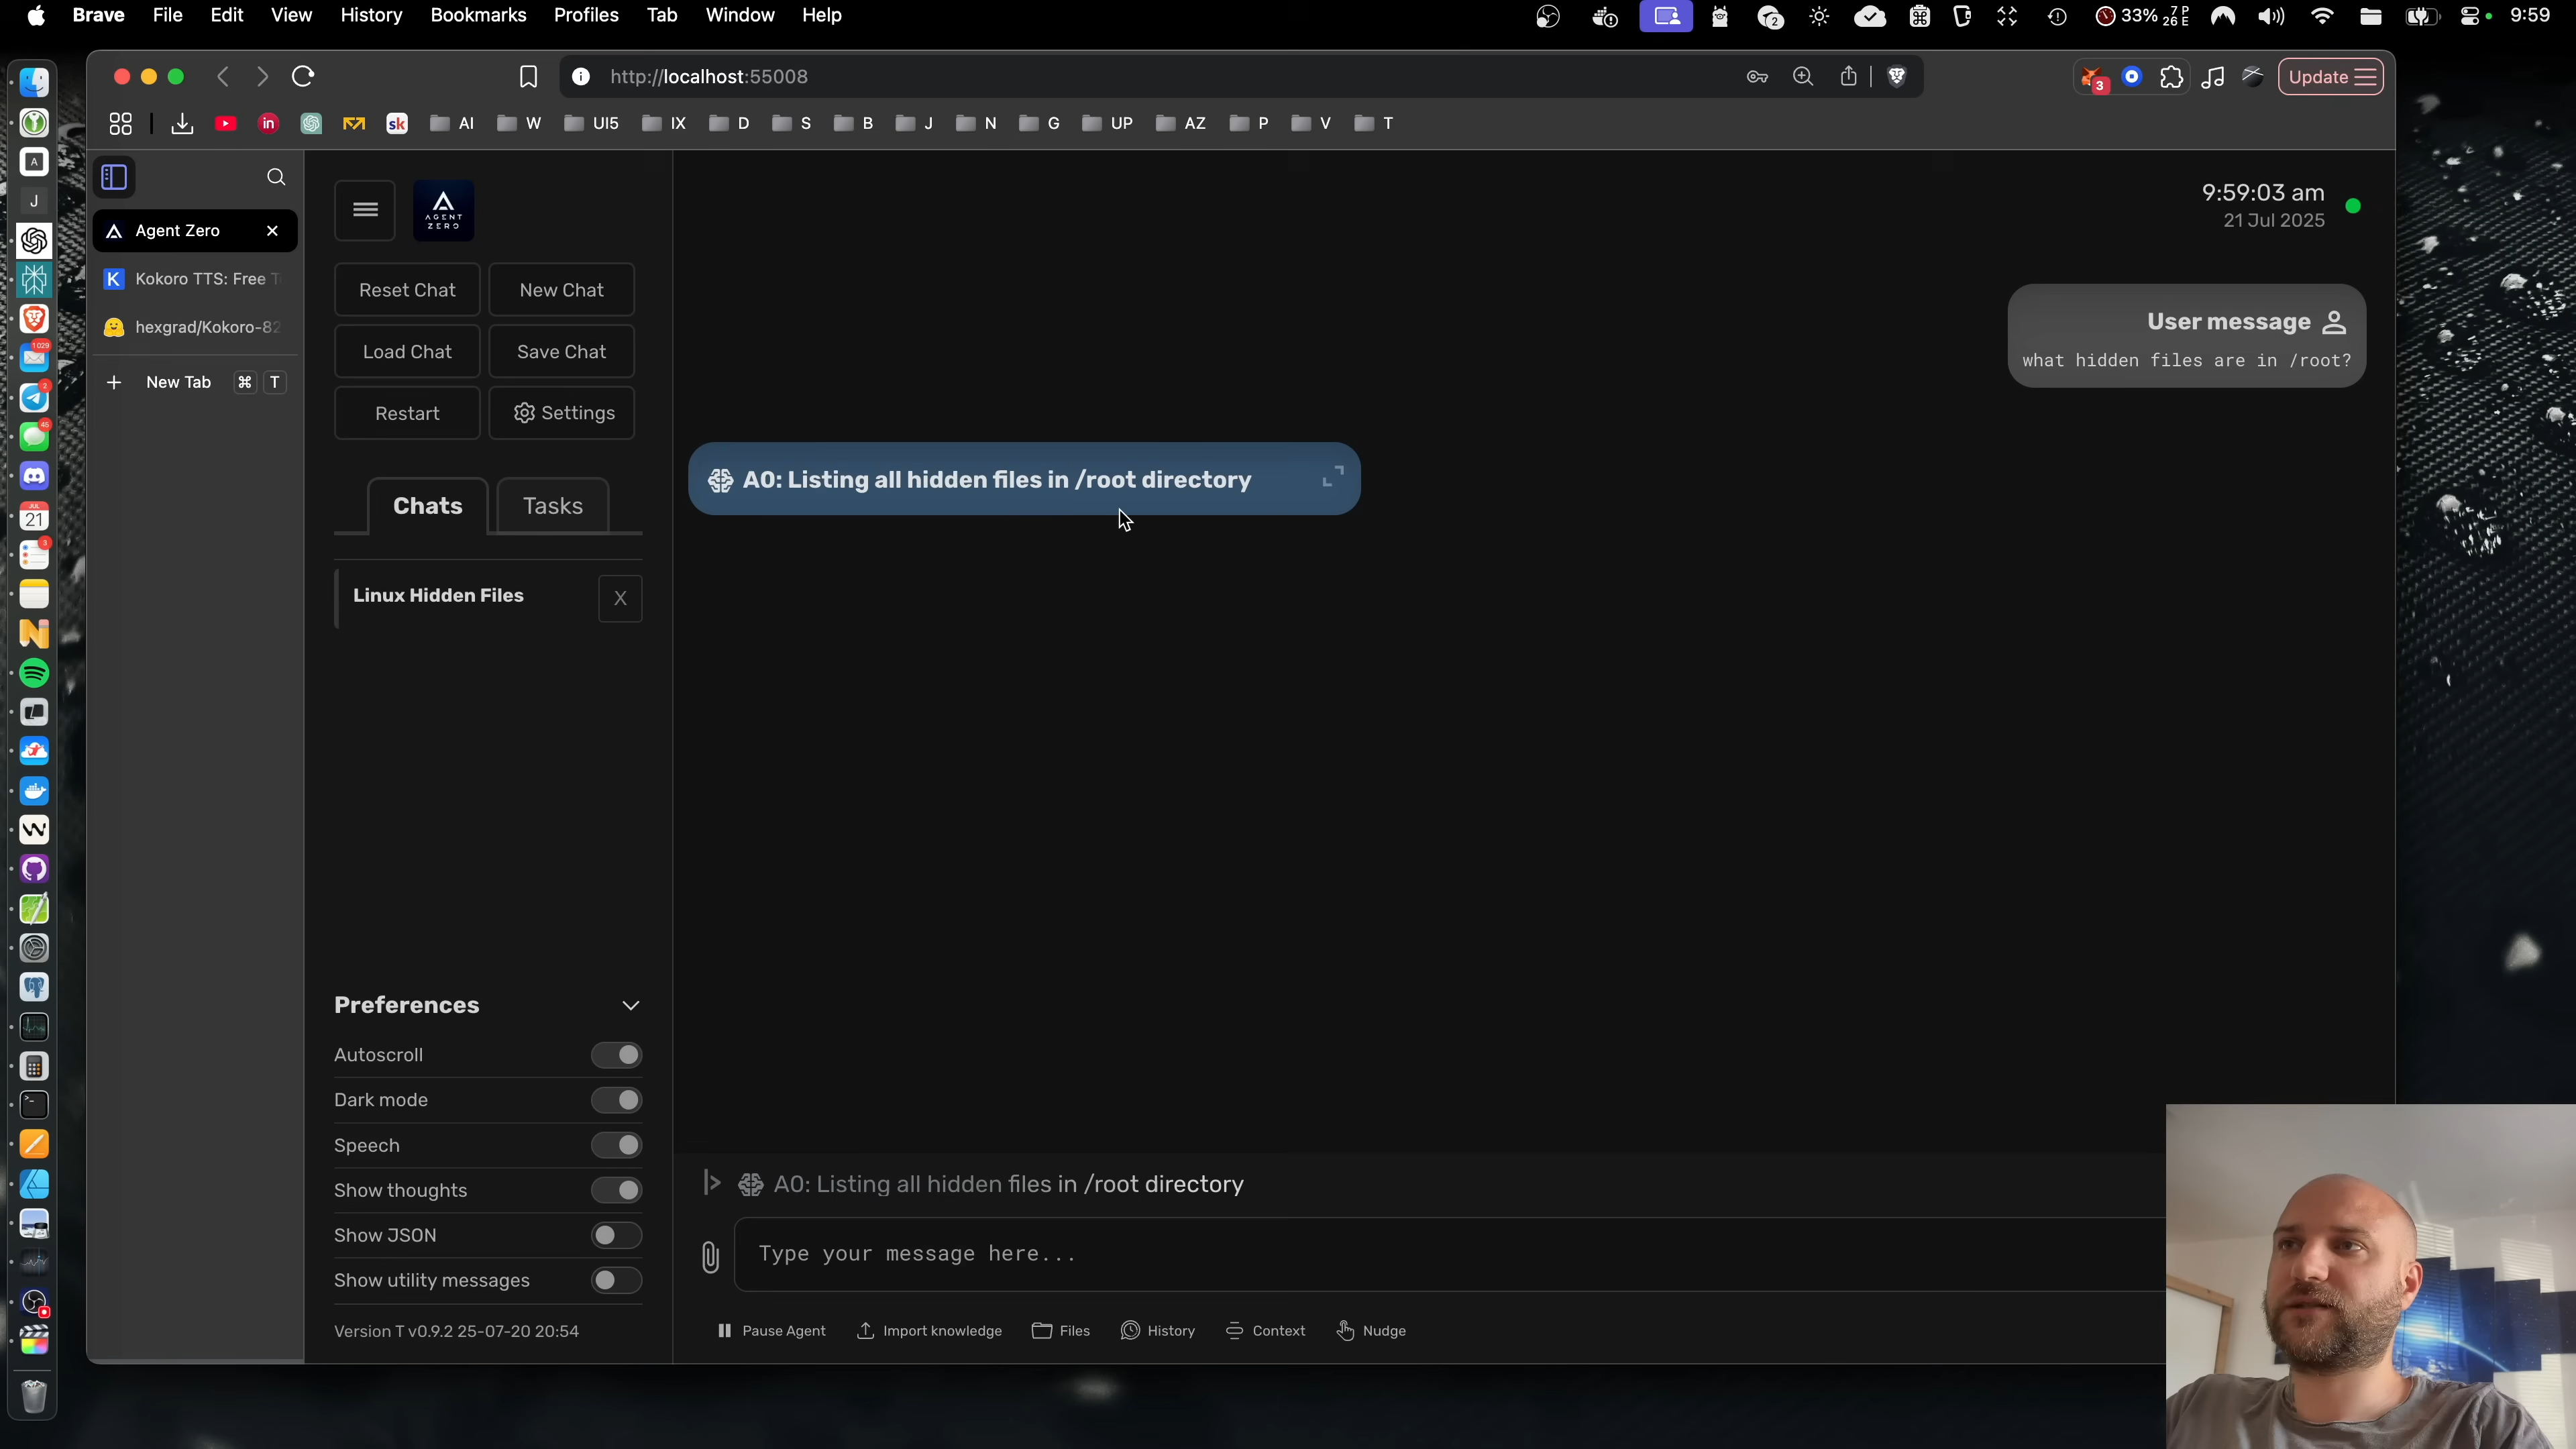 Brave File Edit View History Bookmarks Profiles Tab Window Help
2 33% 7 P 26 E 9:59
http://localhost:55008
3 Update
sk AI W UI5 IX D S B J N G UP AZ P V T
Agent Zero
Kokoro TTS: Free T
hexgrad/Kokoro-82
New Tab ⌘ T
AGENT ZERO
Reset Chat New Chat
Load Chat Save Chat
Restart Settings
Chats Tasks
Linux Hidden Files X
Preferences
Autoscroll
Dark mode
Speech
Show thoughts
Show JSON
Show utility messages
Version T v0.9.2 25-07-20 20:54
9:59:03 am
21 Jul 2025
User message
what hidden files are in /root?
A0: Listing all hidden files in /root directory
A0: Listing all hidden files in /root directory
Type your message here...
Pause Agent Import knowledge Files History Context Nudge